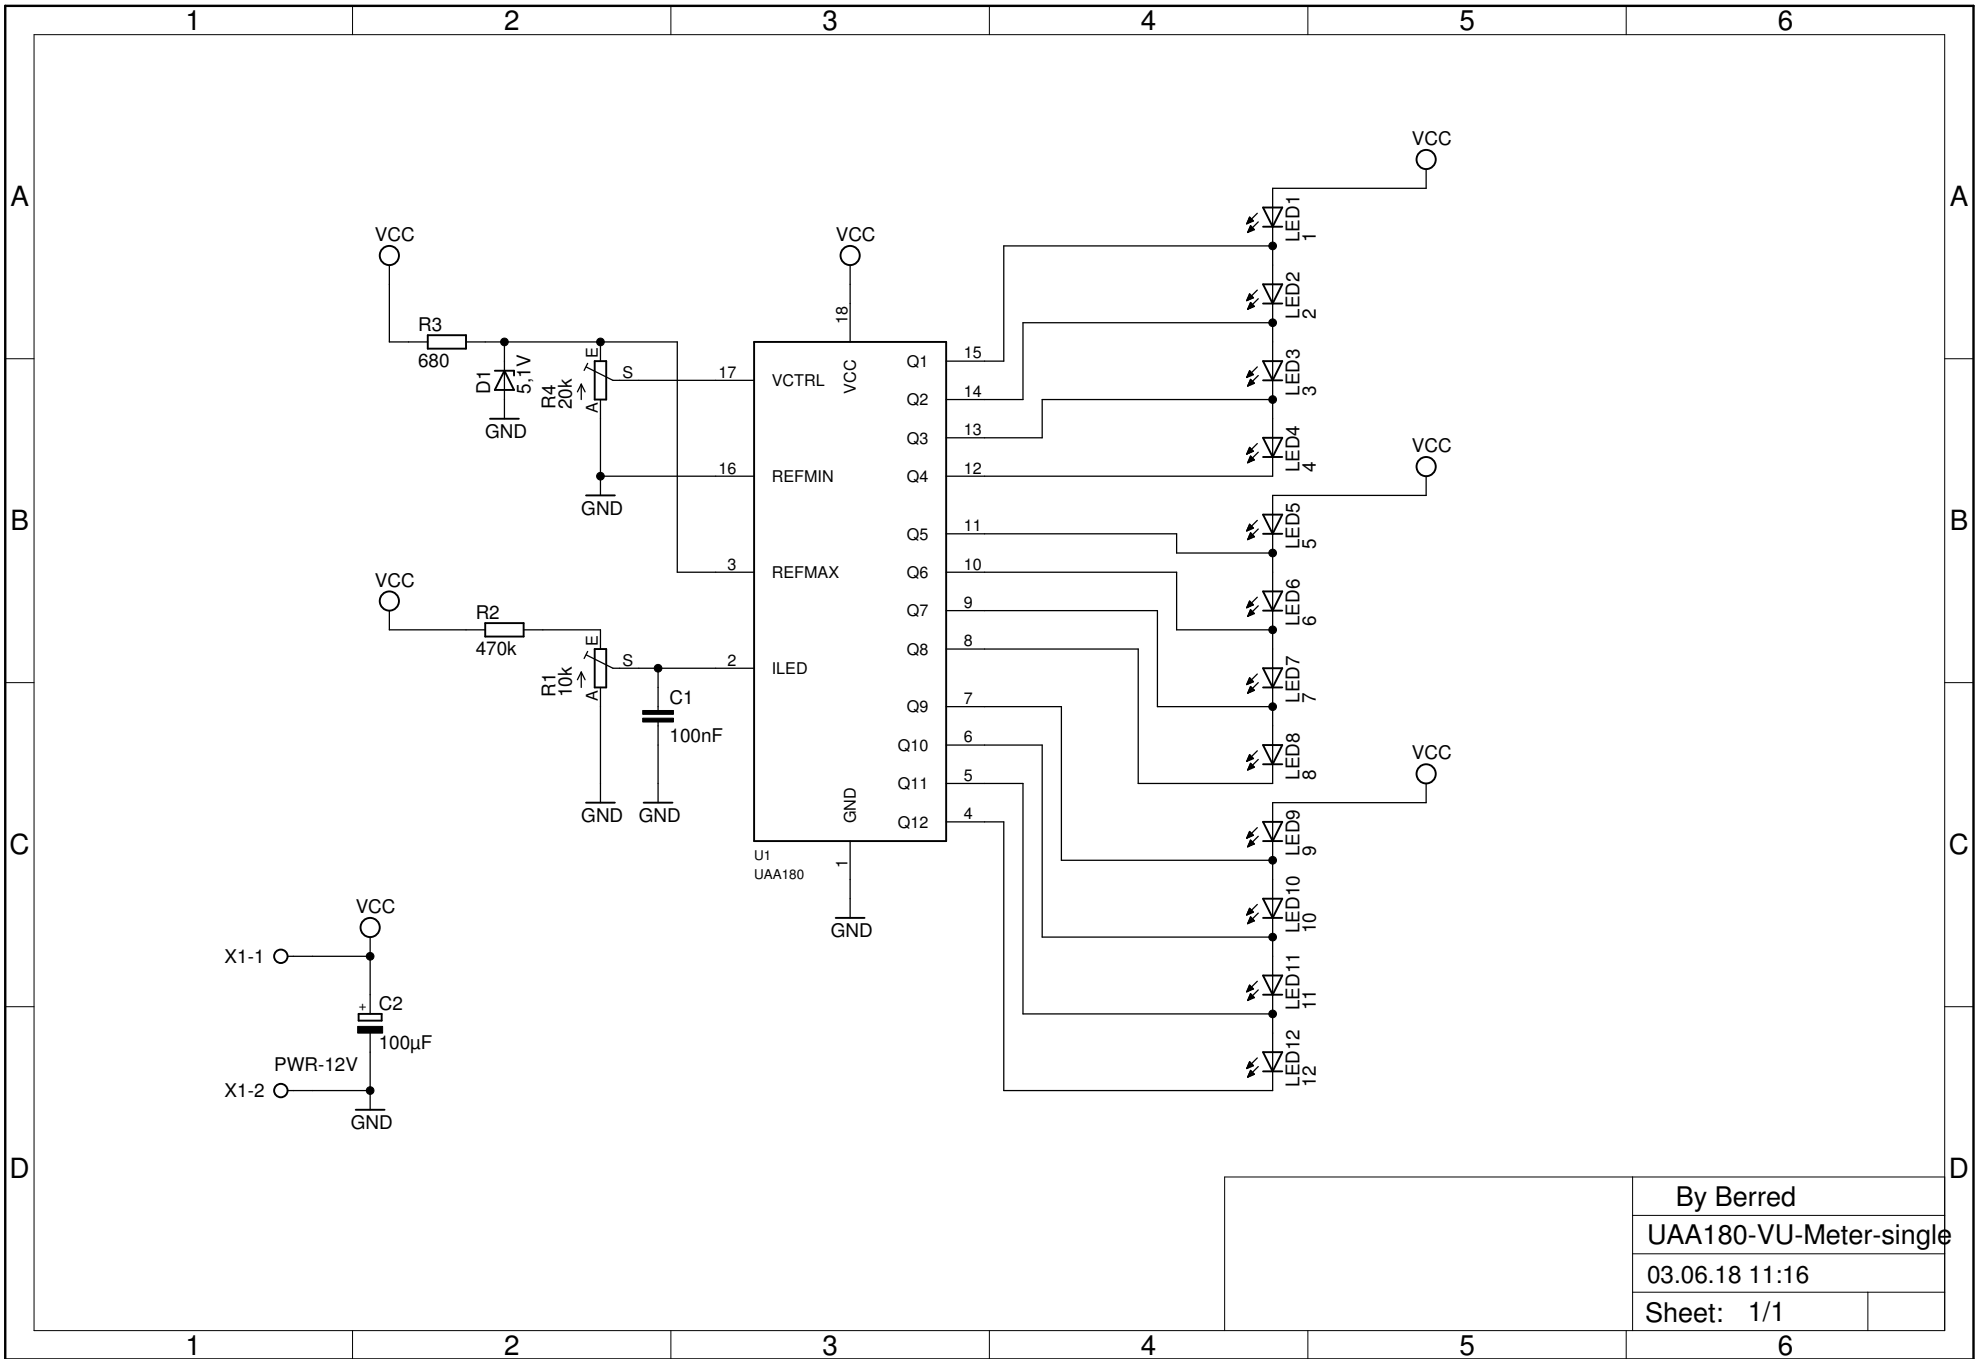 1 2 3 4 5 6
A A
B B
C C
D D
1 2 3 4 5 6
VCC
R3
680
D1
5,1V
GND
E
R4
20k
A
S
GND
VCC
R2
470k
E
R1
10k
A
S
C1
100nF
GND
GND
VCC
18
17 VCTRL
VCC
16 REFMIN
3 REFMAX
2 ILED
GND
1
GND
U1
UAA180
Q1 15
Q2 14
Q3 13
Q4 12
Q5 11
Q6 10
Q7 9
Q8 8
Q9 7
Q10 6
Q11 5
Q12 4
VCC
LED1
1
LED2
2
LED3
3
LED4
4
VCC
LED5
5
LED6
6
LED7
7
LED8
8
VCC
LED9
9
LED10
10
LED11
11
LED12
12
VCC
X1-1
+ C2
100µF
PWR-12V
X1-2
GND
By Berred
UAA180-VU-Meter-single
03.06.18 11:16
Sheet: 1/1